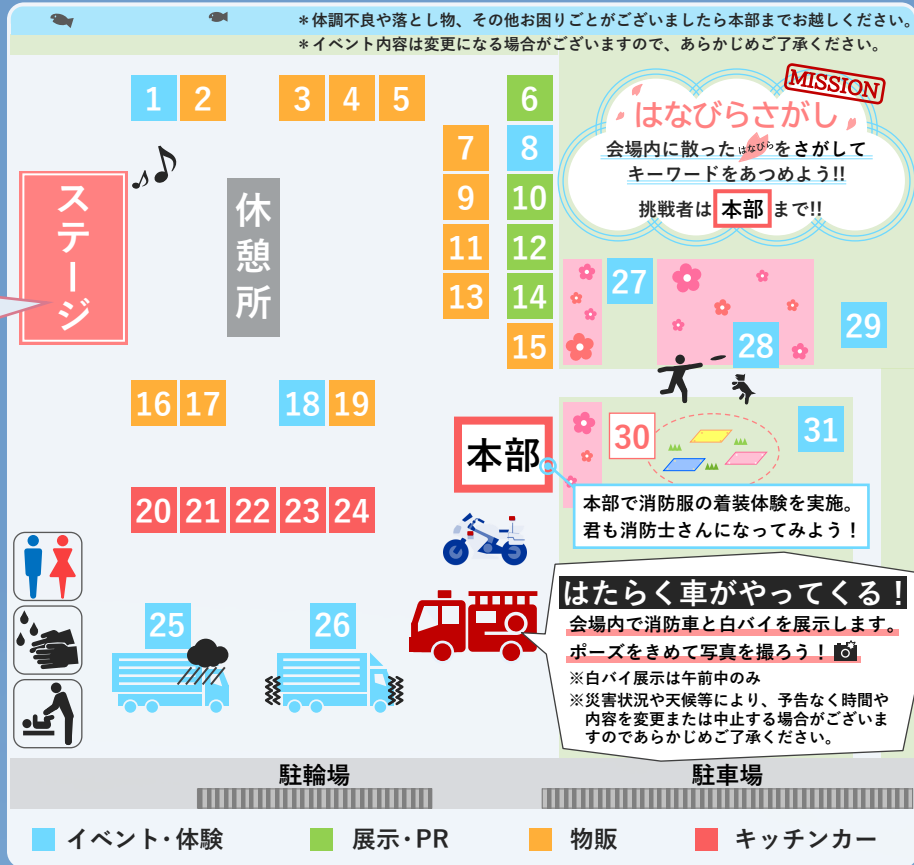 ＊体調不良や落とし物、その他お困りごとがございましたら本部までお越しください。
＊イベント内容は変更になる場合がございますので、あらかじめご了承ください。
1 2 3 4 5 6
7 8
9 10
11 12
13 14
15
MISSION
はなびらさがし
会場内に散ったはなびらをさがして
キーワードをあつめよう!!
挑戦者は 本部 まで!!
ステージ
休憩所
27 28 29
16 17 18 19
本部
30 31
20 21 22 23 24
本部で消防服の着装体験を実施。
君も消防士さんになってみよう！
25 26
はたらく車がやってくる！
会場内で消防車と白バイを展示します。
ポーズをきめて写真を撮ろう！
※白バイ展示は午前中のみ
※災害状況や天候等により、予告なく時間や
内容を変更または中止する場合がございま
すのであらかじめご了承ください。
駐輪場
駐車場
イベント・体験
展示・PR
物販
キッチンカー